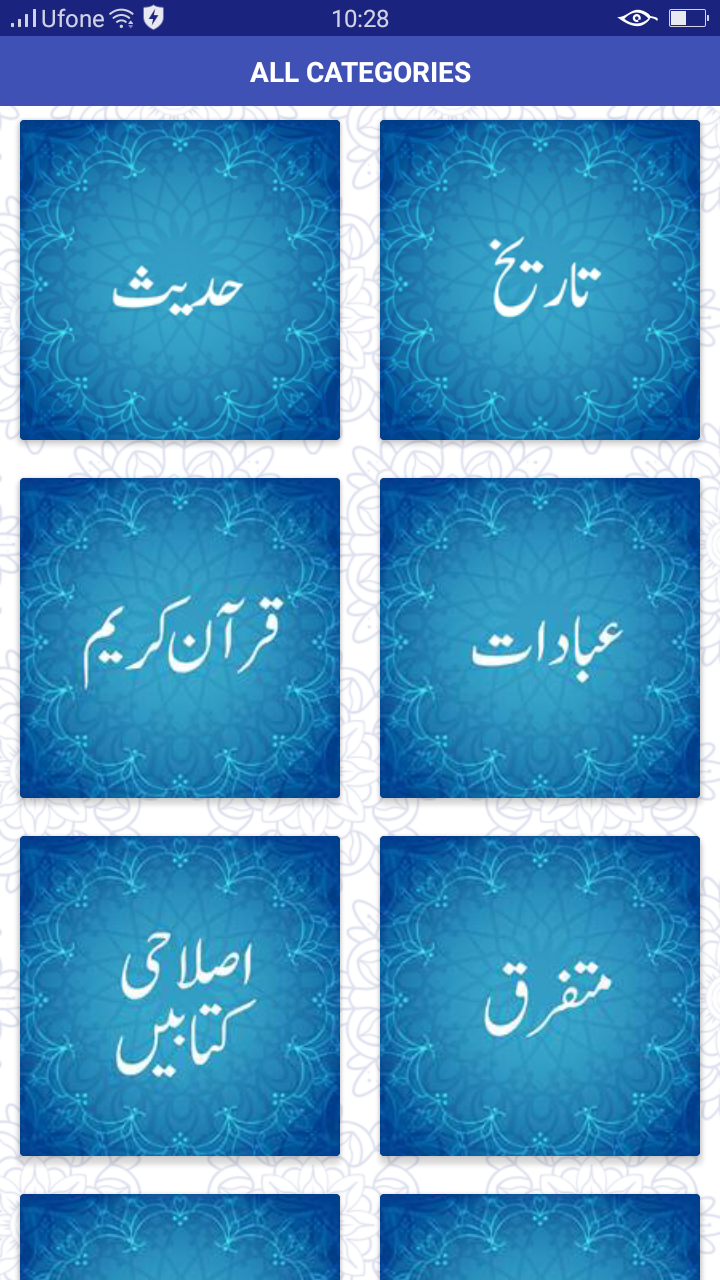 Ufone 10:28
ALL CATEGORIES
حدیث
تاریخ
قرآن کریم
عبادات
اصلاحی
کتابیں
متفرق